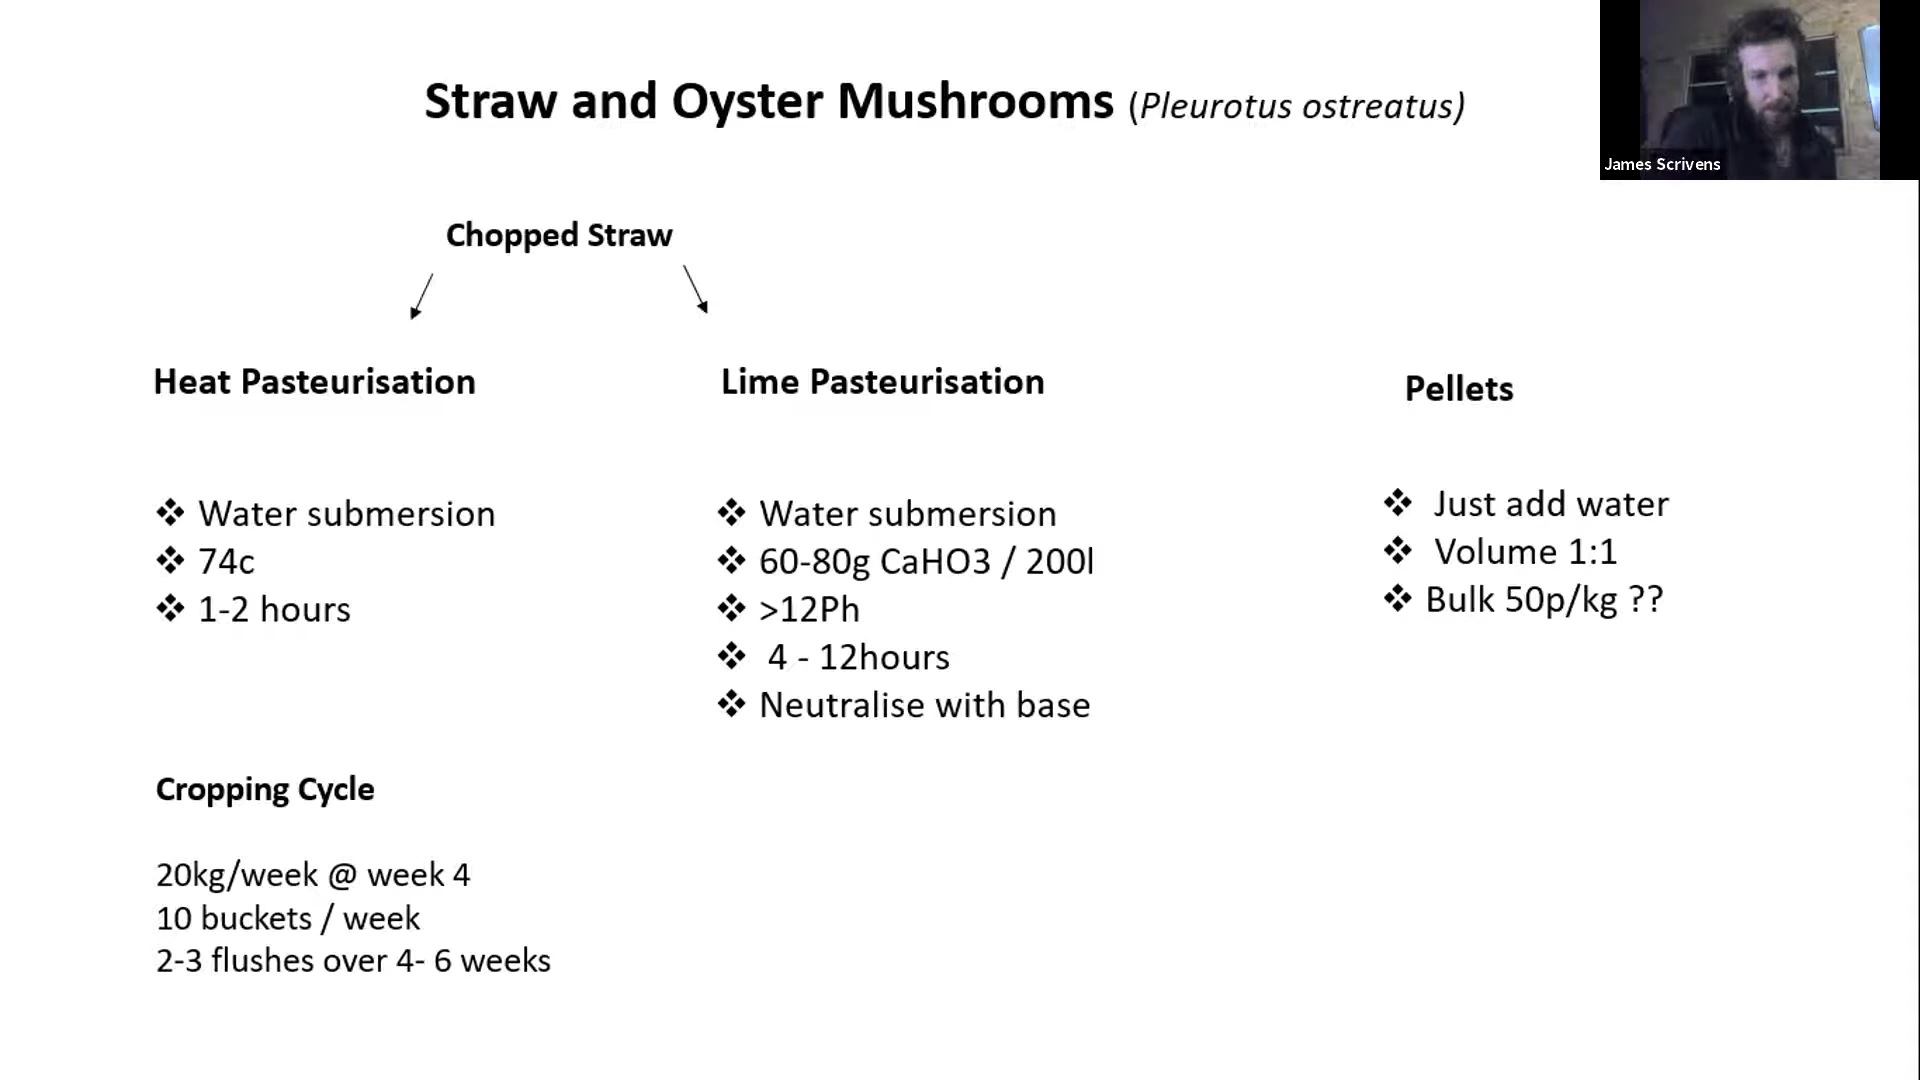 Straw and Oyster Mushrooms (Pleurotus ostreatus)
James Scrivens
Chopped Straw
Heat Pasteurisation
Water submersion
74c
1-2 hours
Lime Pasteurisation
Water submersion
60-80g CaHO3 / 200l
>12Ph
4 - 12hours
Neutralise with base
Pellets
Just add water
Volume 1:1
Bulk 50p/kg ??
Cropping Cycle
20kg/week @ week 4
10 buckets / week
2-3 flushes over 4- 6 weeks